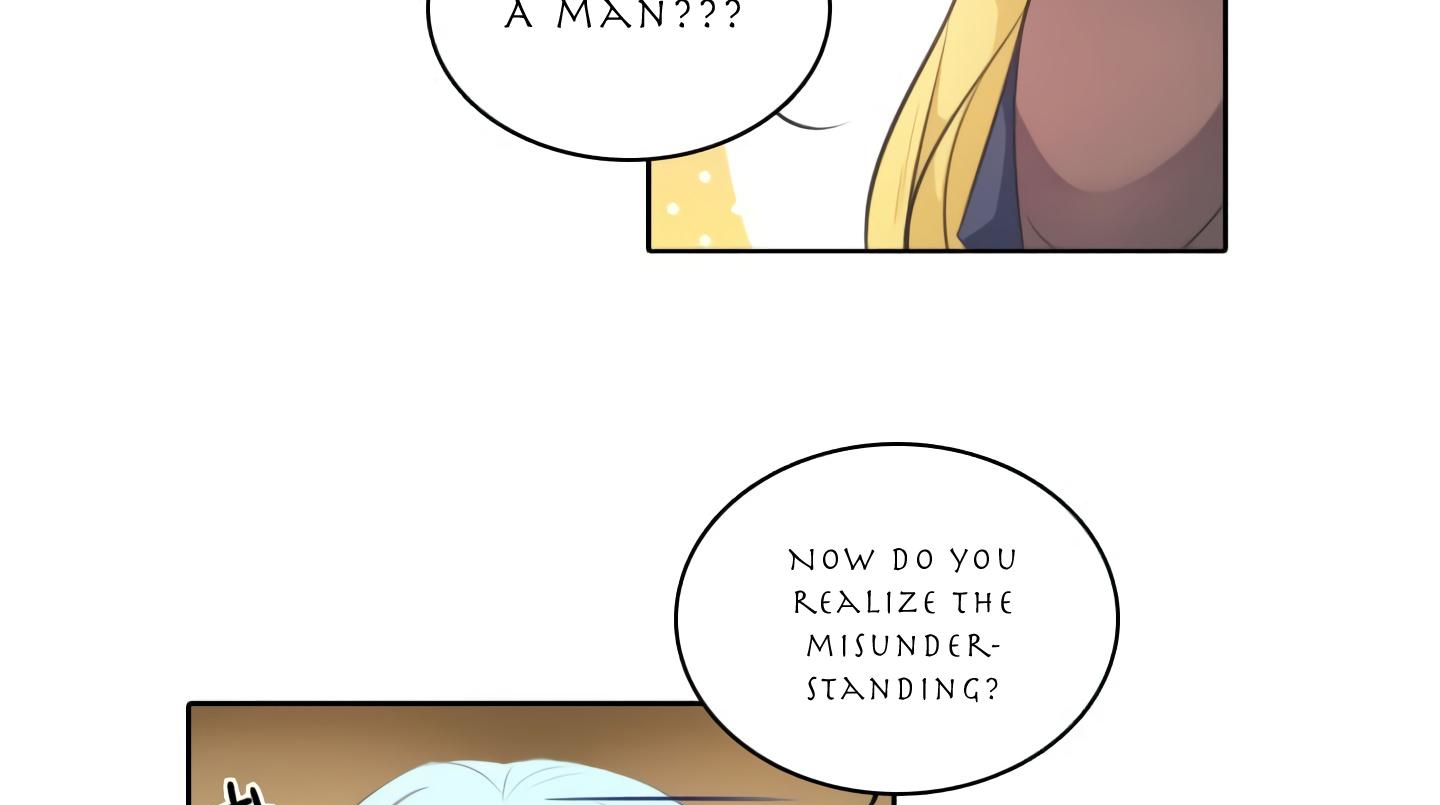 A MAN???
NOW DO YOU
REALIZE THE
MISUNDER-
STANDING?